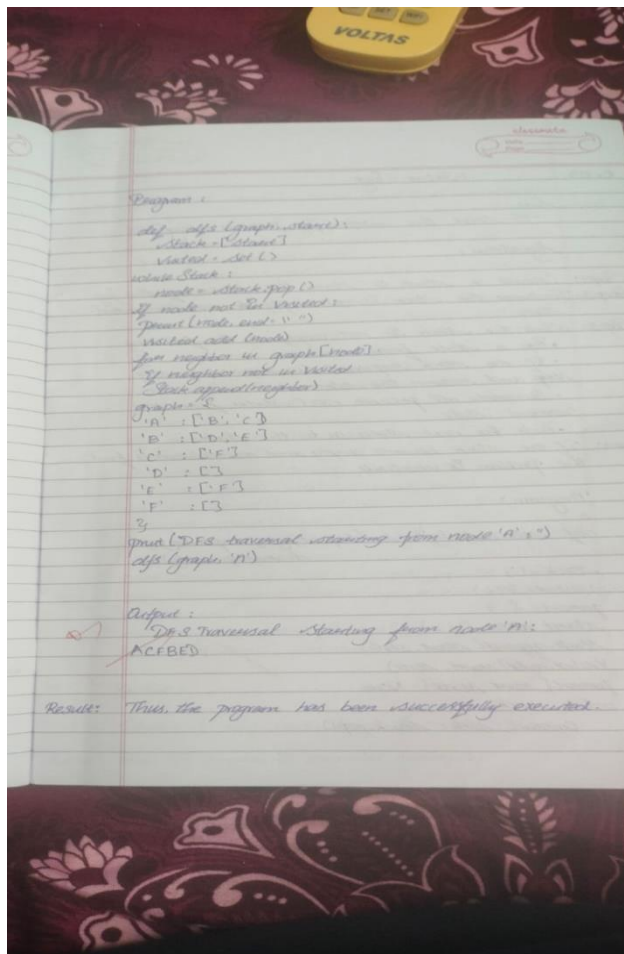 VOLTAS
classmate
Date
Page
Program :
def dfs (graph, start):
Stack = [start]
Visited = set ()
while Stack :
node = stack.pop ()
If node not in visited:
print (node, end = " ")
visited add (node)
for neighbor in graph [node].
If neighbor not in visited
Stack append (neighbor)
graph = {
'A' : ['B', 'C']
'B' : ['D', 'E']
'C' : ['F']
'D' : []
'E' : ['F']
'F' : []
}
print ( DFS traversal starting from node 'A' : ")
dfs (graph, 'A')
Output :
DFS Traversal Starting from node 'A':
ACFBED
Result: Thus, the program has been successfully executed.